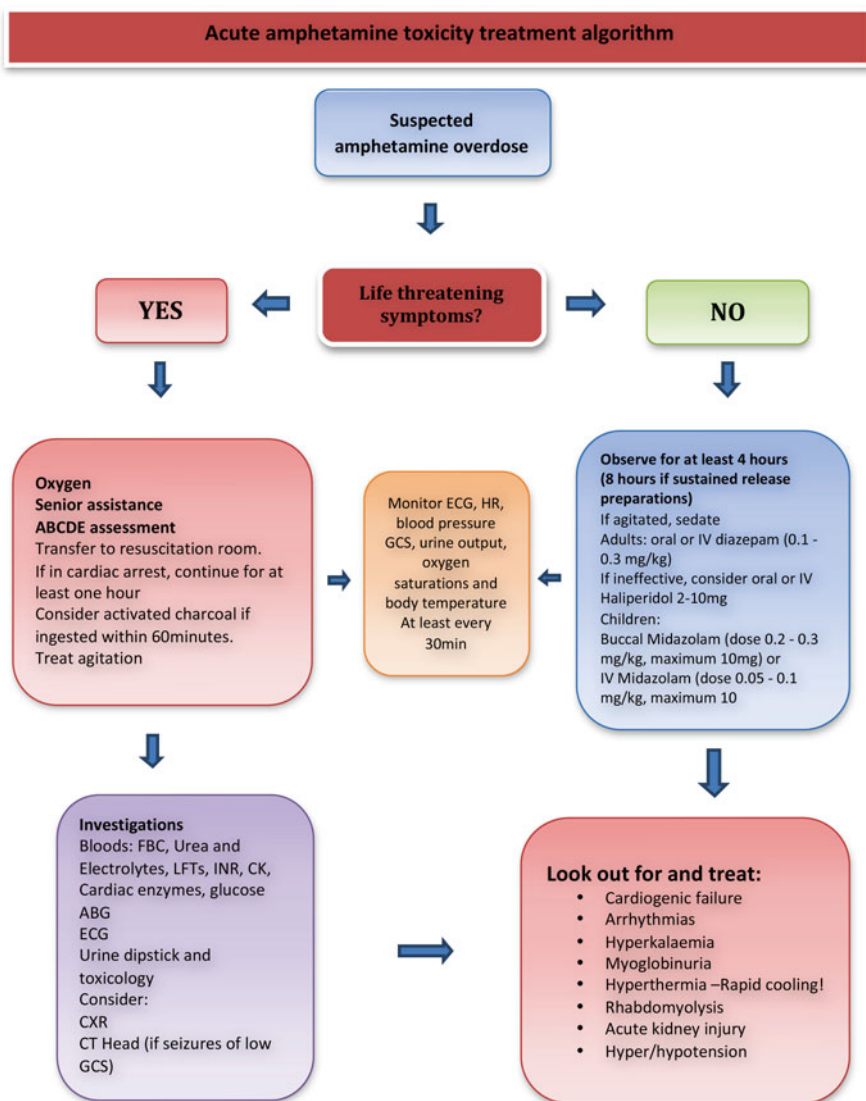 Acute amphetamine toxicity treatment algorithm
Suspected
amphetamine overdose
Life threatening
symptoms?
YES
NO
Oxygen
Senior assistance
ABCDE assessment
Transfer to resuscitation room.
If in cardiac arrest, continue for at
least one hour
Consider activated charcoal if
ingested within 60minutes.
Treat agitation
Monitor ECG, HR,
blood pressure
GCS, urine output,
oxygen
saturations and
body temperature
At least every
30min
Observe for at least 4 hours
(8 hours if sustained release
preparations)
If agitated, sedate
Adults: oral or IV diazepam (0.1 -
0.3 mg/kg)
If ineffective, consider oral or IV
Haliperidol 2-10mg
Children:
Buccal Midazolam (dose 0.2 - 0.3
mg/kg, maximum 10mg) or
IV Midazolam (dose 0.05 - 0.1
mg/kg, maximum 10
Investigations
Bloods: FBC, Urea and
Electrolytes, LFTs, INR, CK,
Cardiac enzymes, glucose
ABG
ECG
Urine dipstick and
toxicology
Consider:
CXR
CT Head (if seizures of low
GCS)
Look out for and treat:
• Cardiogenic failure
• Arrhythmias
• Hyperkalaemia
• Myoglobinuria
• Hyperthermia –Rapid cooling!
• Rhabdomyolysis
• Acute kidney injury
• Hyper/hypotension